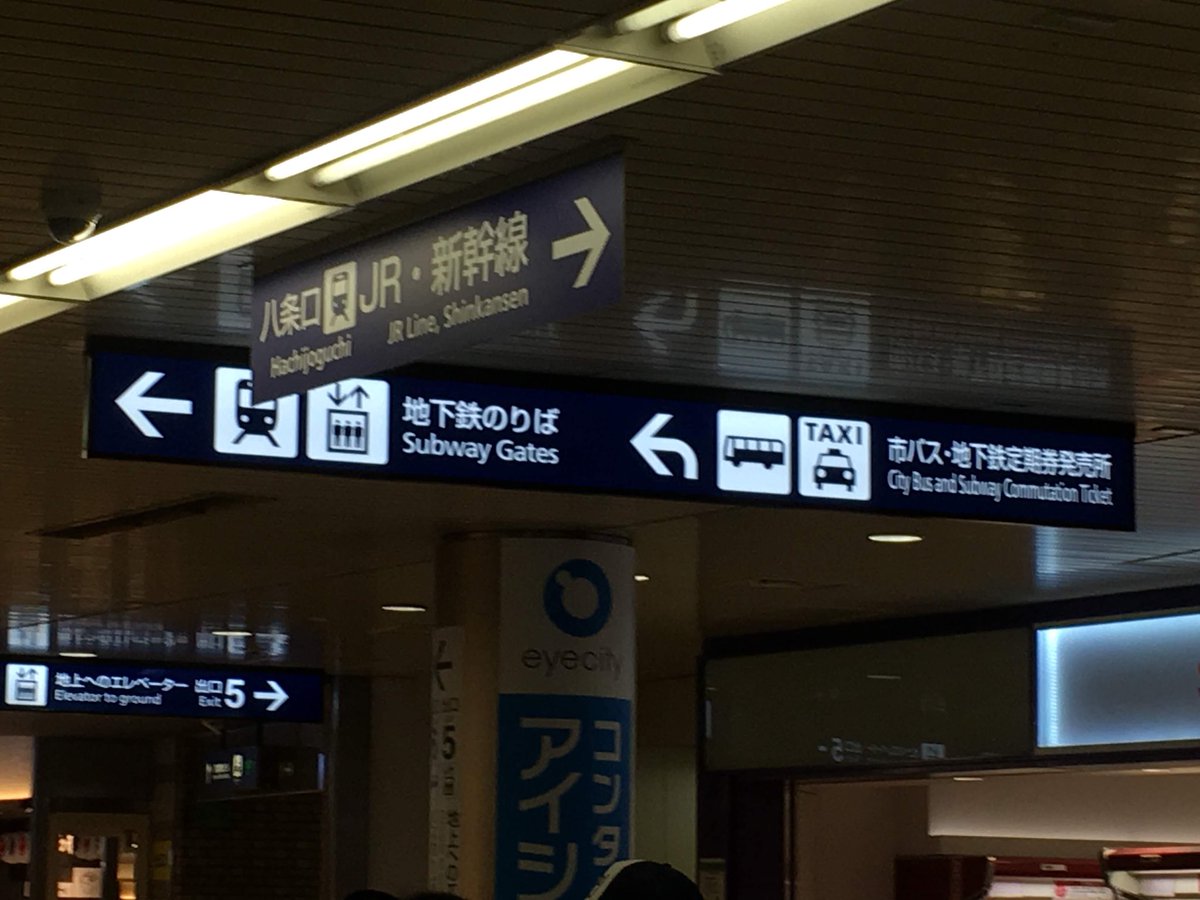 八条口 JR・新幹線
Hachijoguchi JR Line, Shinkansen
地下鉄のりば
Subway Gates
TAXI
市バス・地下鉄定期券発売所
City Bus and Subway Commutation Ticket
地上へのエレベーター 出口 5
Elevator to ground Exit
eyecity
コンタ
アイシ
5